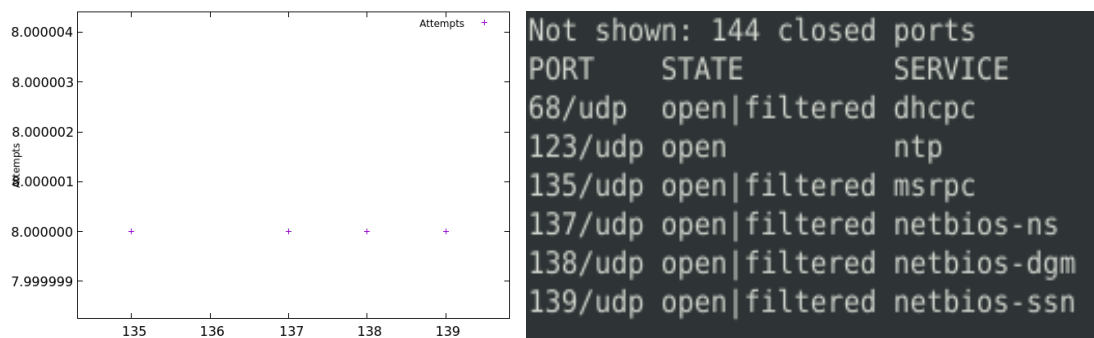 Attempts
8.000004
8.000003
8.000002
8.000001
8.000000
7.999999
Attempts
135 136 137 138 139
Not shown: 144 closed ports
PORT STATE SERVICE
68/udp open|filtered dhcpc
123/udp open ntp
135/udp open|filtered msrpc
137/udp open|filtered netbios-ns
138/udp open|filtered netbios-dgm
139/udp open|filtered netbios-ssn